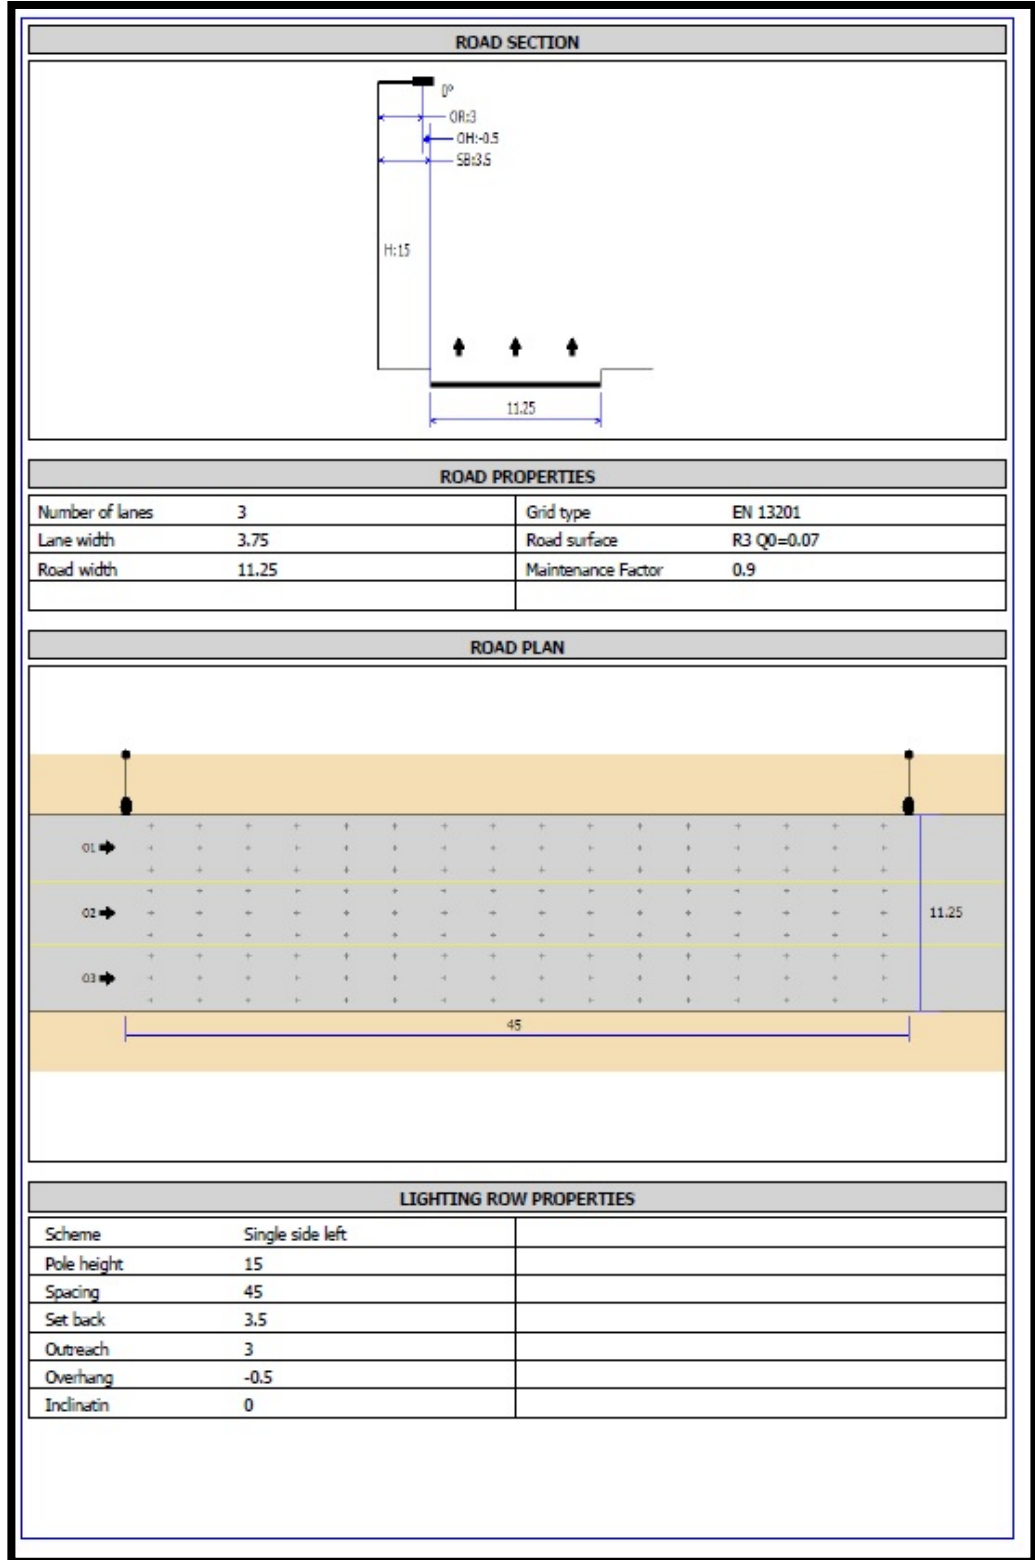 ROAD SECTION
0°
OR:3
OH:-0.5
SB:3.5
H:15
11.25
ROAD PROPERTIES
Number of lanes 3 Grid type EN 13201
Lane width 3.75 Road surface R3 Q0=0.07
Road width 11.25 Maintenance Factor 0.9
ROAD PLAN
01
02 11.25
03
45
LIGHTING ROW PROPERTIES
Scheme Single side left
Pole height 15
Spacing 45
Set back 3.5
Outreach 3
Overhang -0.5
Inclinatin 0